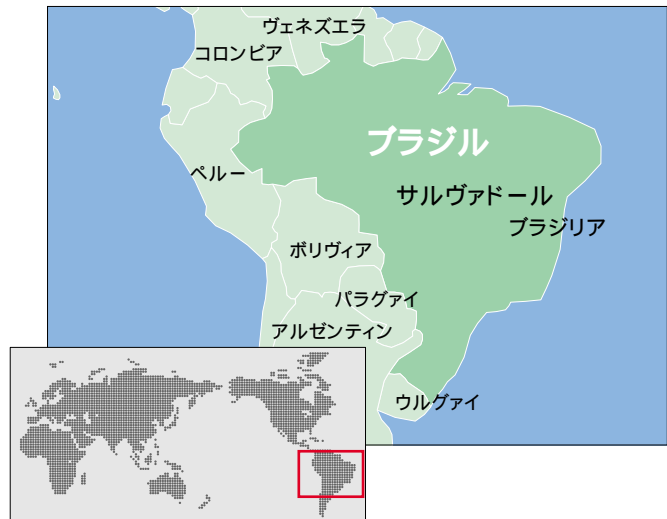 ヴェネズエラ
コロンビア
ブラジル
ペルー
サルヴァドール
ブラジリア
ボリヴィア
パラグァイ
アルゼンティン
ウルグァイ